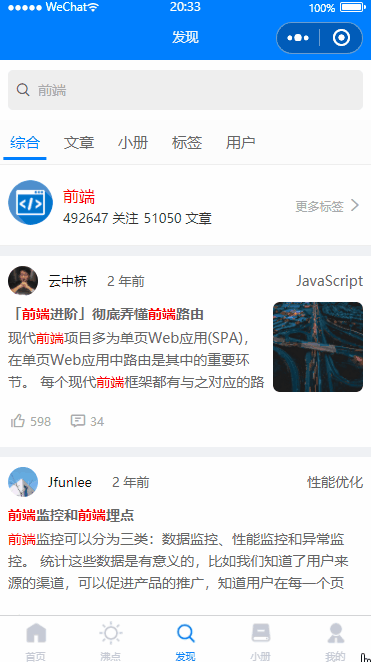 WeChat 20:33 100%
发现
前端
综合 文章 小册 标签 用户
前端
492647 关注 51050 文章 更多标签
云中桥 2 年前 JavaScript
「前端进阶」彻底弄懂前端路由
现代前端项目多为单页Web应用(SPA),
在单页Web应用中路由是其中的重要环
节。 每个现代前端框架都有与之对应的路
598 34
Jfunlee 2 年前 性能优化
前端监控和前端埋点
前端监控可以分为三类：数据监控、性能监控和异常监
控。 统计这些数据是有意义的，比如我们知道了用户来
源的渠道，可以促进产品的推广，知道用户在每一个页
首页 沸点 发现 小册 我的